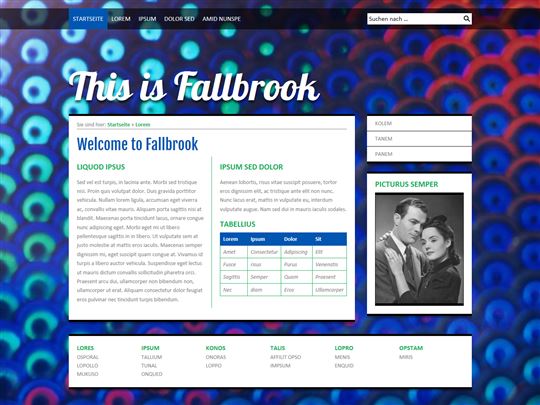 STARTSEITE LOREM IPSUM DOLOR SED AMID NUNSPE
Suchen nach ...
This is Fallbrook
Sie sind hier: Startseite » Lorem
Welcome to Fallbrook
LIQUIO IPSUS
Sed vel est turpis, in lacinia ante. Morbi sed tristique
nisi. Proin quis volutpat dolor. Duis gravida porttitor
vehicula. Nullam lorem ligula, accumsan eget viverra
ac, convallis vitae mauris. Aliquam porta sagittis nisi at
blandit. Maecenas porta tincidunt lacus, ornare congue
nunc adipiscing eget. Morbi eget mi ut libero
pellentesque sagittis in in libero. Ut vulputate sem at
justo molestie at mattis eros iaculis. Maecenas semper
dignissim mi, eget suscipit quam congue at. Vivamus ut
turpis a libero auctor vehicula. Suspendisse eget lectus
ut mauris dictum convallis sollicitudin pharetra orci.
Praesent arcu dui, ullamcorper non bibendum non,
ullamcorper ut erat. Aliquam consectetur dolor feugiat
eros pulvinar nec tincidunt turpis bibendum.
IPSUM SED DOLOR
Aenean lobortis, risus vitae suscipit posuere, tortor
eros dignissim elit, ac tristique ante elit non nunc.
Nunc lacus erat, mattis in vulputate eu, interdum
vulputate augue. Nam sed dui in mauris iaculis sodales.
TABELLIUS
Lorem Ipsum Dolor Sit
Amet Consectetur Adipiscing Elit
Fusce risus Purus Venenatis
Sagittis Semper Quam Praesent
Nec diam Eros Ullamcorper
KOLEM
TANEM
PANEM
PICTURUS SEMPER
LORES IPSUM KONOS TALIS LOPRO OPSTAM
OSPORAL TALLIUM ONORAS AFFILIT OPSO MENIS MIRIS
LOPOLLO TUNAL LOPPO IMPSUM ENQUID
MUKUSO ONQUED